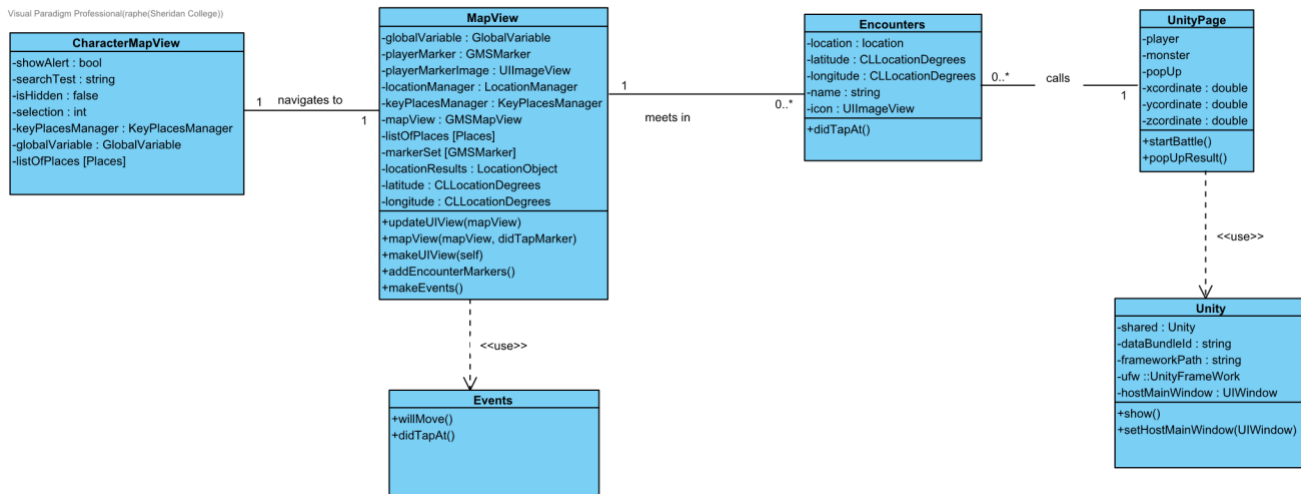 Visual Paradigm Professional(raphe(Sheridan College))
CharacterMapView
-showAlert : bool
-searchTest : string
-isHidden : false
-selection : int
-keyPlacesManager : KeyPlacesManager
-globalVariable : GlobalVariable
-listOfPlaces [Places]
1
navigates to
1
MapView
-globalVariable : GlobalVariable
-playerMarker : GMSMarker
-playerMarkerImage : UIImageView
-locationManager : LocationManager
-keyPlacesManager : KeyPlacesManager
-mapView : GMSMapView
-listOfPlaces [Places]
-markerSet [GMSMarker]
-locationResults : LocationObject
-latitude : CLLocationDegrees
-longitude : CLLocationDegrees
+updateUIView(mapView)
+mapView(mapView, didTapMarker)
+makeUIView(self)
+addEncounterMarkers()
+makeEvents()
<<use>>
Events
+willMove()
+didTapAt()
1
meets in
0..*
Encounters
-location : location
-latitude : CLLocationDegrees
-longitude : CLLocationDegrees
-name : string
-icon : UIImageView
+didTapAt()
0..*
calls
1
UnityPage
-player
-monster
-popUp
-xcordinate : double
-ycordinate : double
-zcordinate : double
+startBattle()
+popUpResult()
<<use>>
Unity
-shared : Unity
-dataBundleId : string
-frameworkPath : string
-ufw ::UnityFrameWork
-hostMainWindow : UIWindow
+show()
+setHostMainWindow(UIWindow)